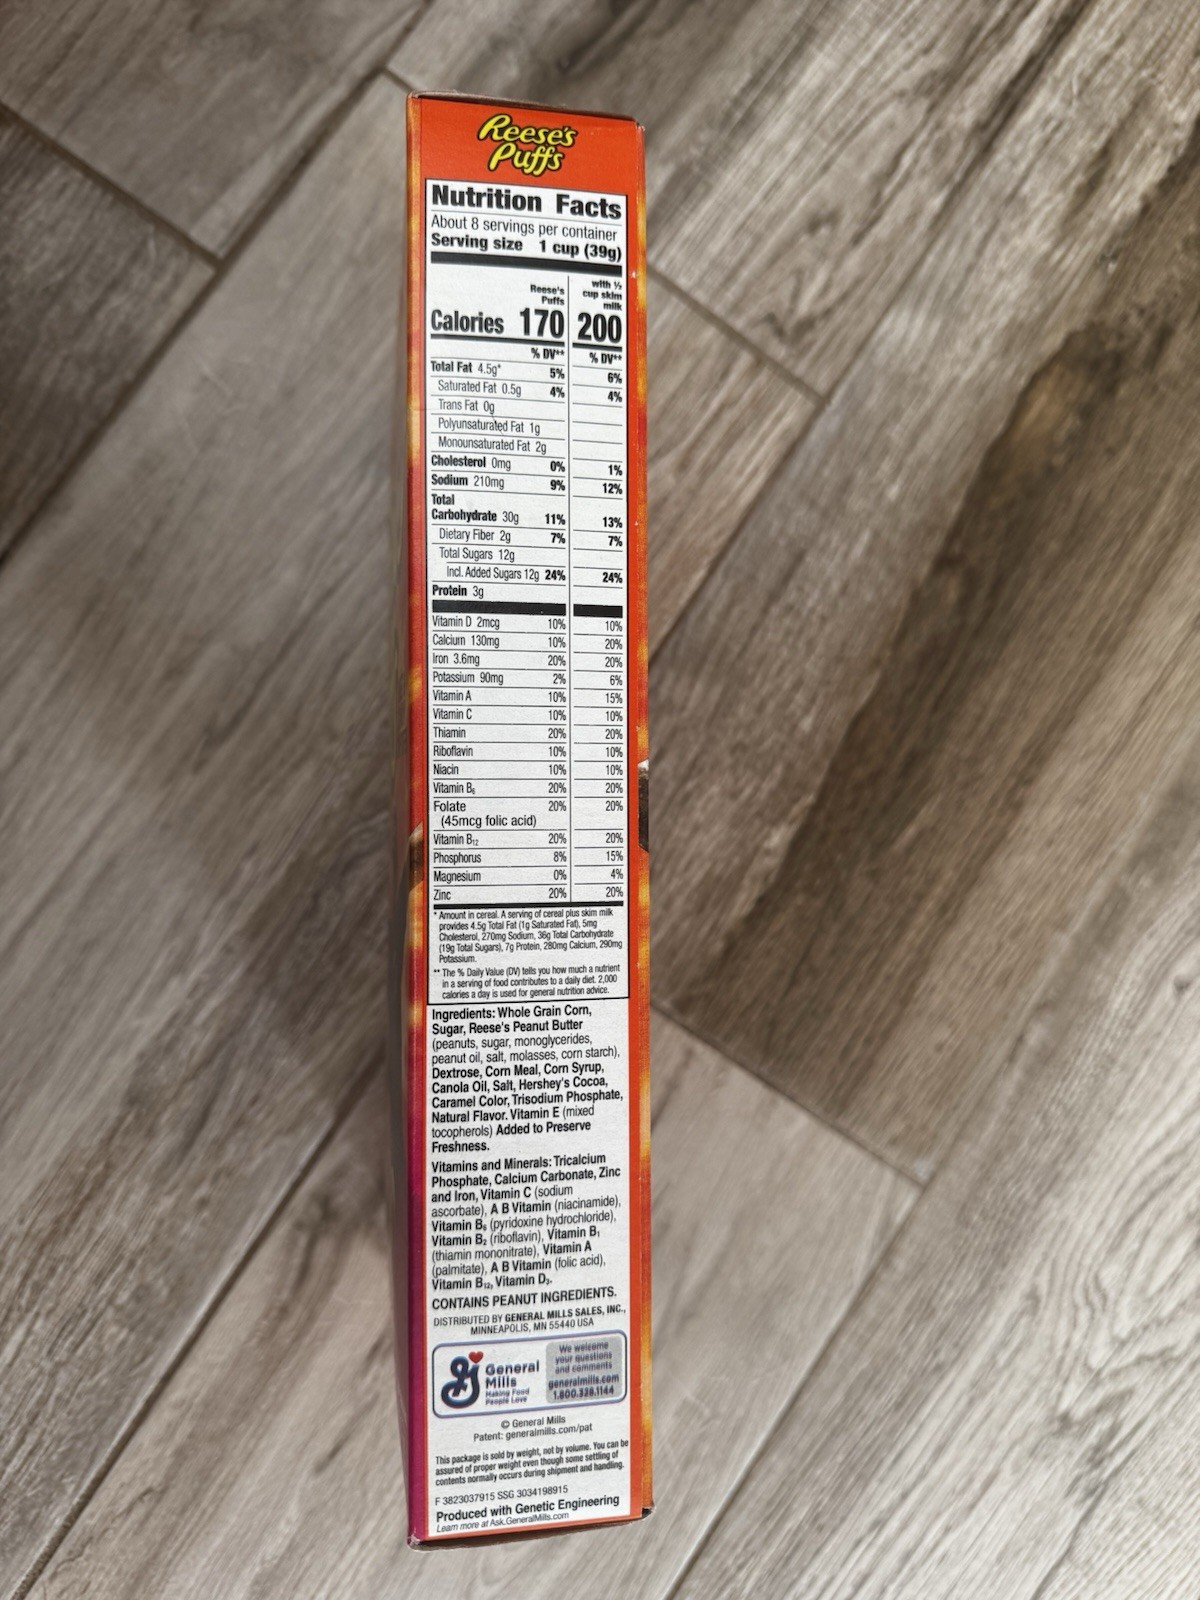 Reese's
Puffs
Nutrition Facts
About 8 servings per container
Serving size 1 cup (39g)
Reese's
Puffs
with ½
cup skim
milk
Calories 170 200
% DV** % DV**
Total Fat 4.5g* 5% 6%
Saturated Fat 0.5g 4% 4%
Trans Fat 0g
Polyunsaturated Fat 1g
Monounsaturated Fat 2g
Cholesterol 0mg 0% 1%
Sodium 210mg 9% 12%
Total
Carbohydrate 30g 11% 13%
Dietary Fiber 2g 7% 7%
Total Sugars 12g
Incl. Added Sugars 12g 24% 24%
Protein 3g
Vitamin D 2mcg 10% 10%
Calcium 130mg 10% 20%
Iron 3.6mg 20% 20%
Potassium 90mg 2% 6%
Vitamin A 10% 15%
Vitamin C 10% 10%
Thiamin 20% 20%
Riboflavin 10% 10%
Niacin 10% 10%
Vitamin B₆ 20% 20%
Folate 20% 20%
(45mcg folic acid)
Vitamin B₁₂ 20% 20%
Phosphorus 8% 15%
Magnesium 0% 4%
Zinc 20% 20%
* Amount in cereal. A serving of cereal plus skim milk
provides 4.5g Total Fat (1g Saturated Fat), 5mg
Cholesterol, 270mg Sodium, 36g Total Carbohydrate
(19g Total Sugars), 7g Protein, 280mg Calcium, 290mg
Potassium.
** The % Daily Value (DV) tells you how much a nutrient
in a serving of food contributes to a daily diet. 2,000
calories a day is used for general nutrition advice.
Ingredients: Whole Grain Corn,
Sugar, Reese's Peanut Butter
(peanuts, sugar, monoglycerides,
peanut oil, salt, molasses, corn starch),
Dextrose, Corn Meal, Corn Syrup,
Canola Oil, Salt, Hershey's Cocoa,
Caramel Color, Trisodium Phosphate,
Natural Flavor. Vitamin E (mixed
tocopherols) Added to Preserve
Freshness.
Vitamins and Minerals: Tricalcium
Phosphate, Calcium Carbonate, Zinc
and Iron, Vitamin C (sodium
ascorbate), A B Vitamin (niacinamide),
Vitamin B₆ (pyridoxine hydrochloride),
Vitamin B₂ (riboflavin), Vitamin B₁
(thiamin mononitrate), Vitamin A
(palmitate), A B Vitamin (folic acid),
Vitamin B₁₂, Vitamin D₃.
CONTAINS PEANUT INGREDIENTS.
DISTRIBUTED BY GENERAL MILLS SALES, INC.,
MINNEAPOLIS, MN 55440 USA
General
Mills
Making Food
People Love
We welcome
your questions
and comments
generalmills.com
1.800.328.1144
© General Mills
Patent: generalmills.com/pat
This package is sold by weight, not by volume. You can be
assured of proper weight even though some settling of
contents normally occurs during shipment and handling.
F 3823037915 SSG 3034198915
Produced with Genetic Engineering
Learn more at Ask.GeneralMills.com